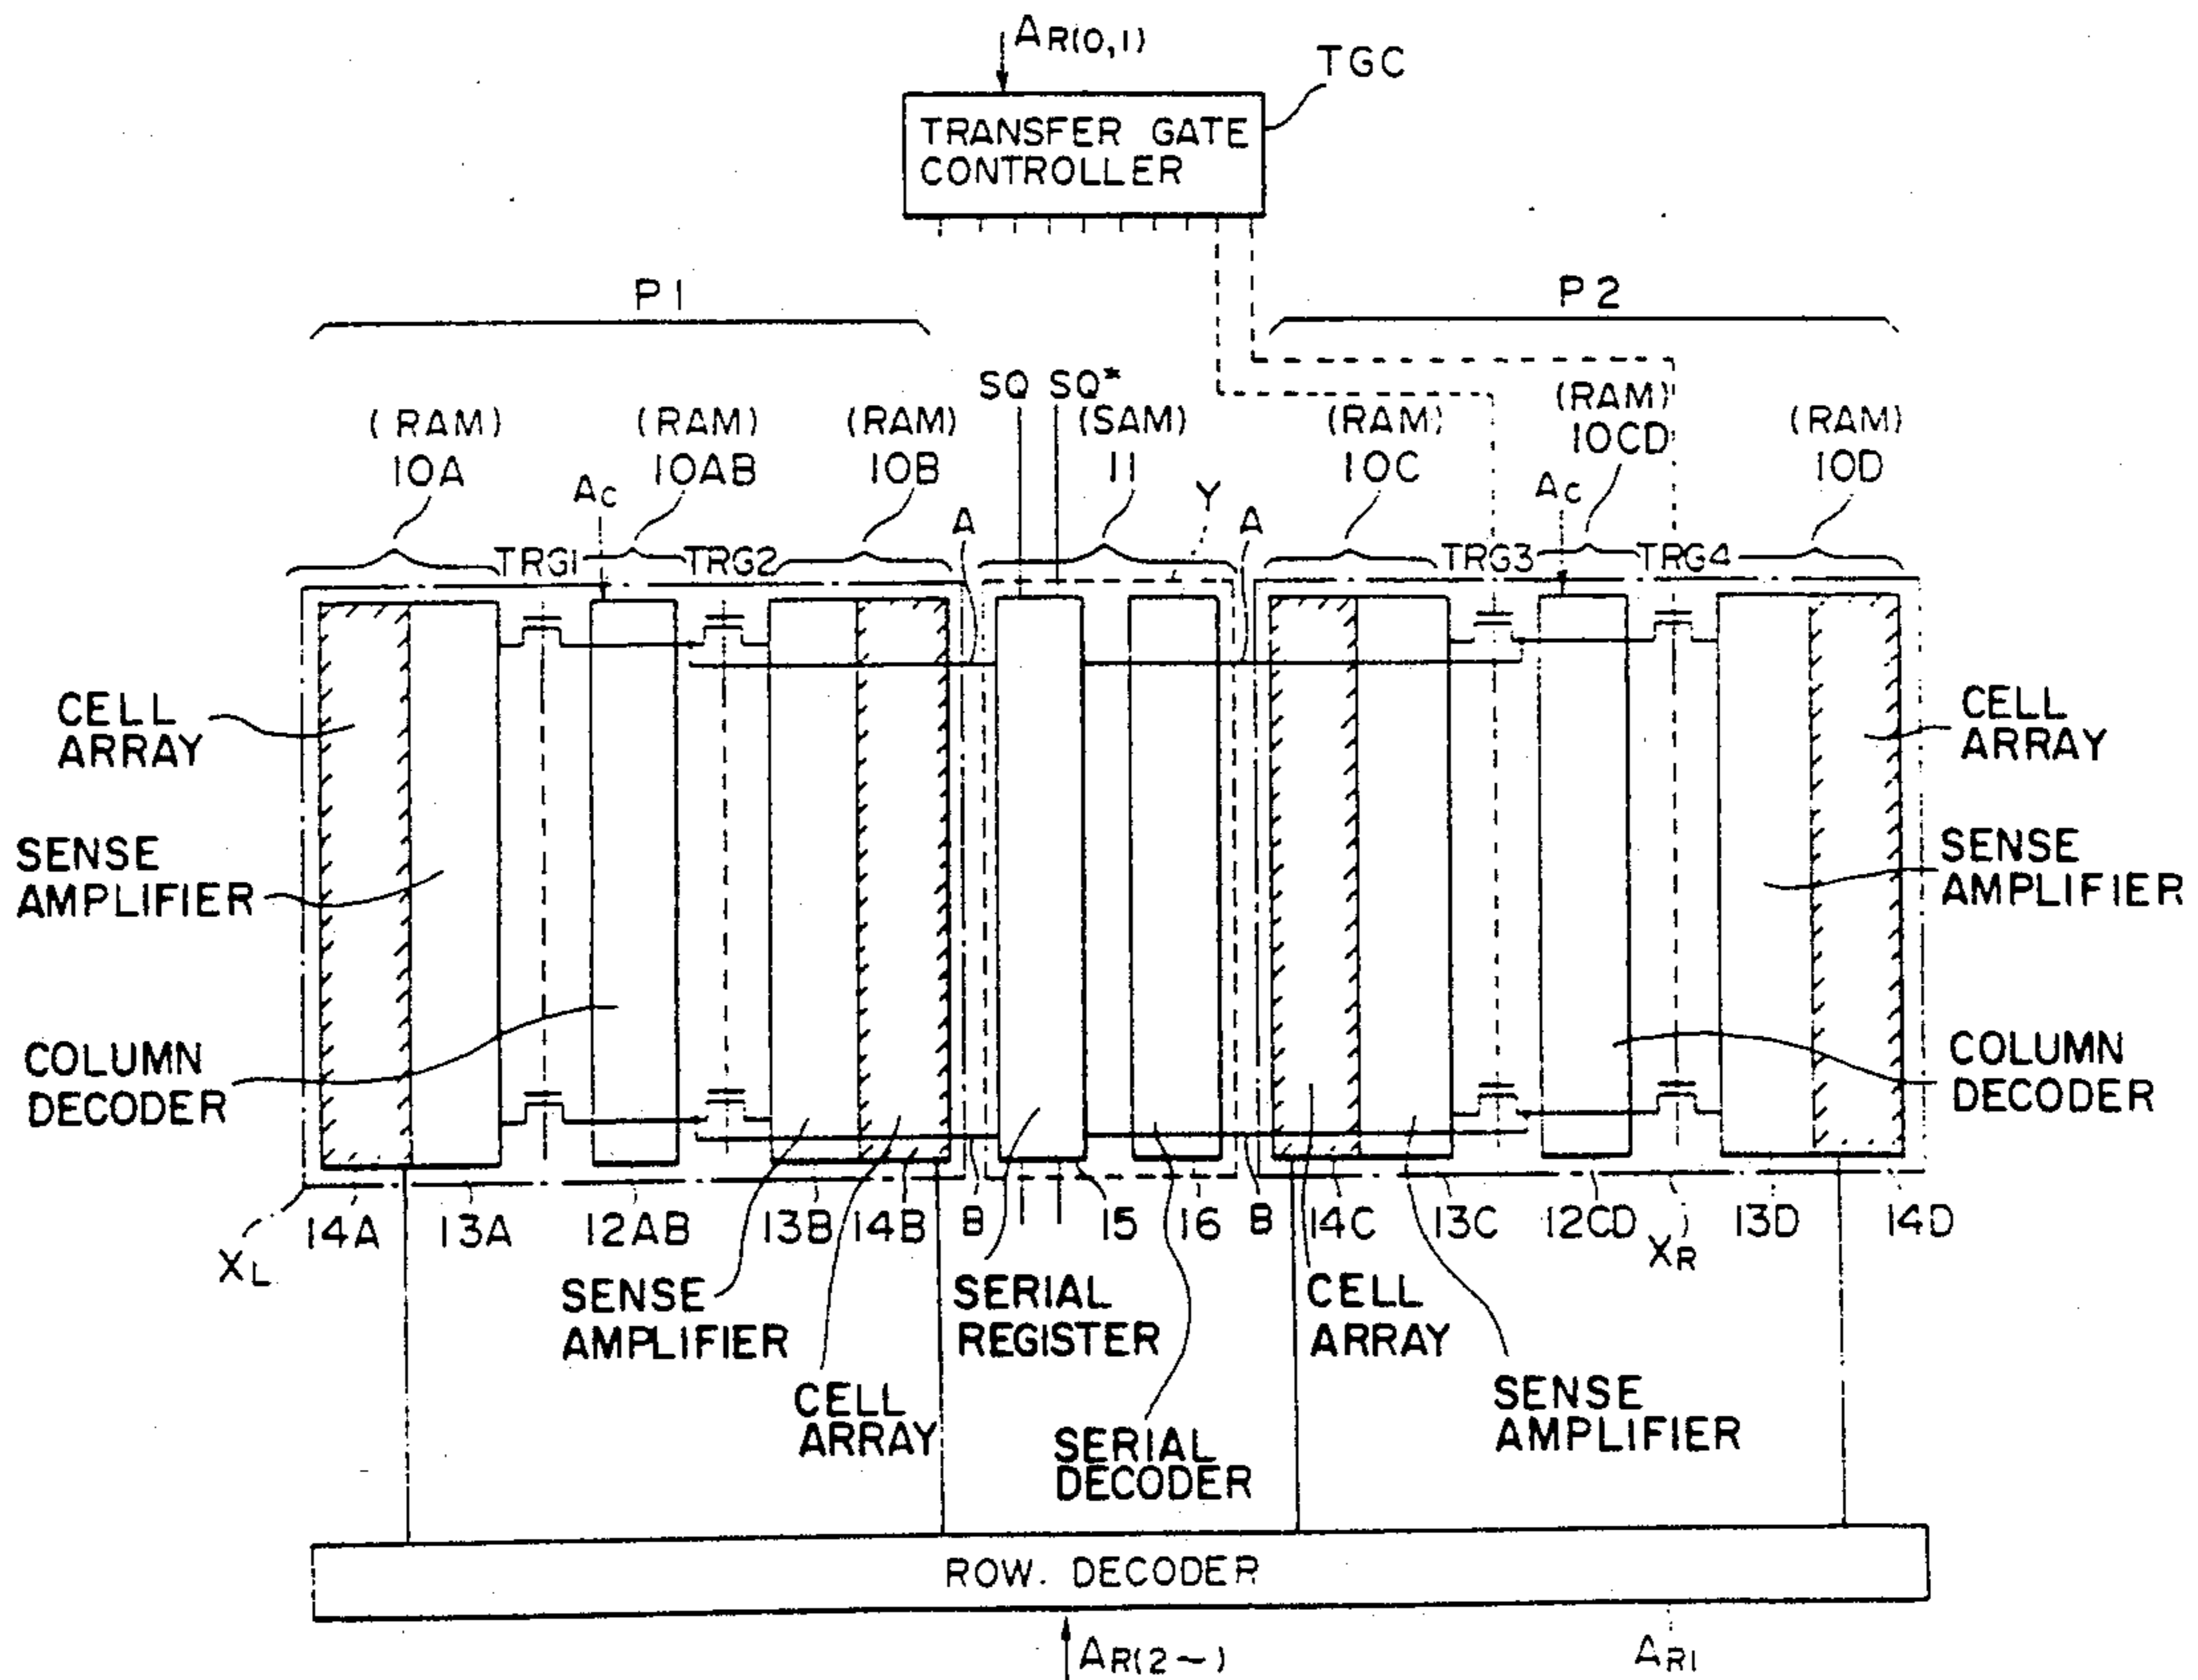 AR(0,1)
TGC
TRANSFER GATE
CONTROLLER
P1
P2
SQ SQ*
(RAM)
10A
(RAM)
10AB
(RAM)
10B
(SAM)
11
(RAM)
10C
(RAM)
10CD
(RAM)
10D
AC
A
Y
A
AC
TRG1
TRG2
TRG3
TRG4
CELL
ARRAY
CELL
ARRAY
SENSE
AMPLIFIER
SENSE
AMPLIFIER
COLUMN
DECODER
COLUMN
DECODER
XL
14A
13A
12AB
13B
14B
B
15
16
B
14C
13C
12CD
XR
13D
14D
SENSE
AMPLIFIER
SERIAL
REGISTER
CELL
ARRAY
CELL
ARRAY
SERIAL
DECODER
SENSE
AMPLIFIER
ROW. DECODER
AR(2~)
AR1